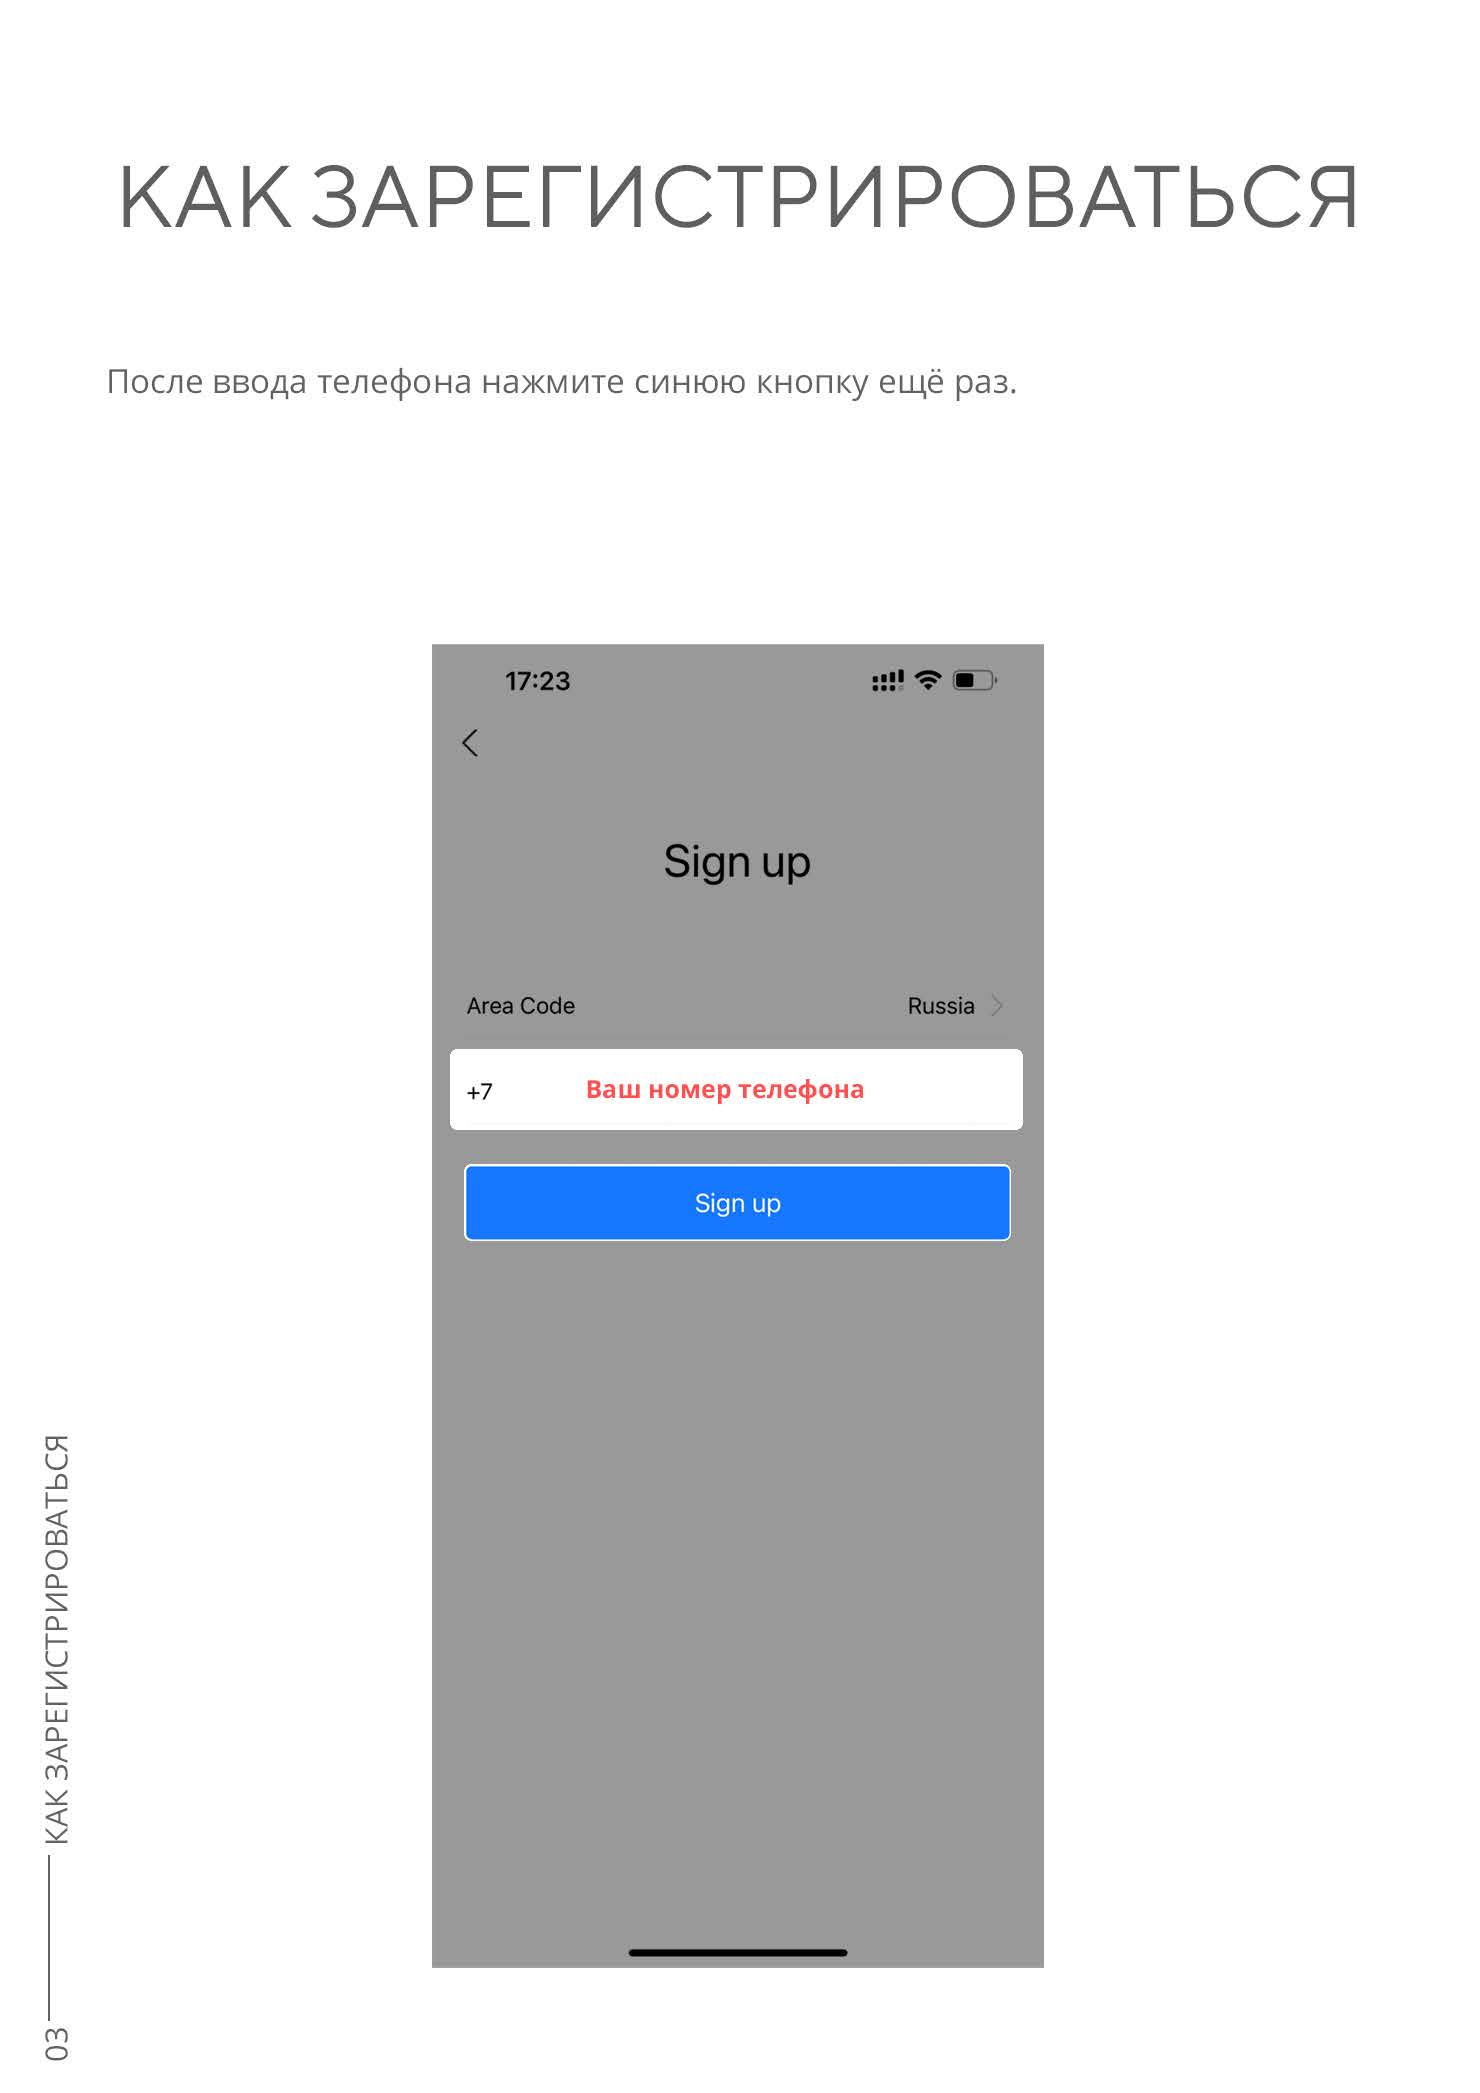 КАК ЗАРЕГИСТРИРОВАТЬСЯ
После ввода телефона нажмите синюю кнопку ещё раз.
17:23
Sign up
Area Code Russia
+7 Ваш номер телефона
Sign up
03 КАК ЗАРЕГИСТРИРОВАТЬСЯ